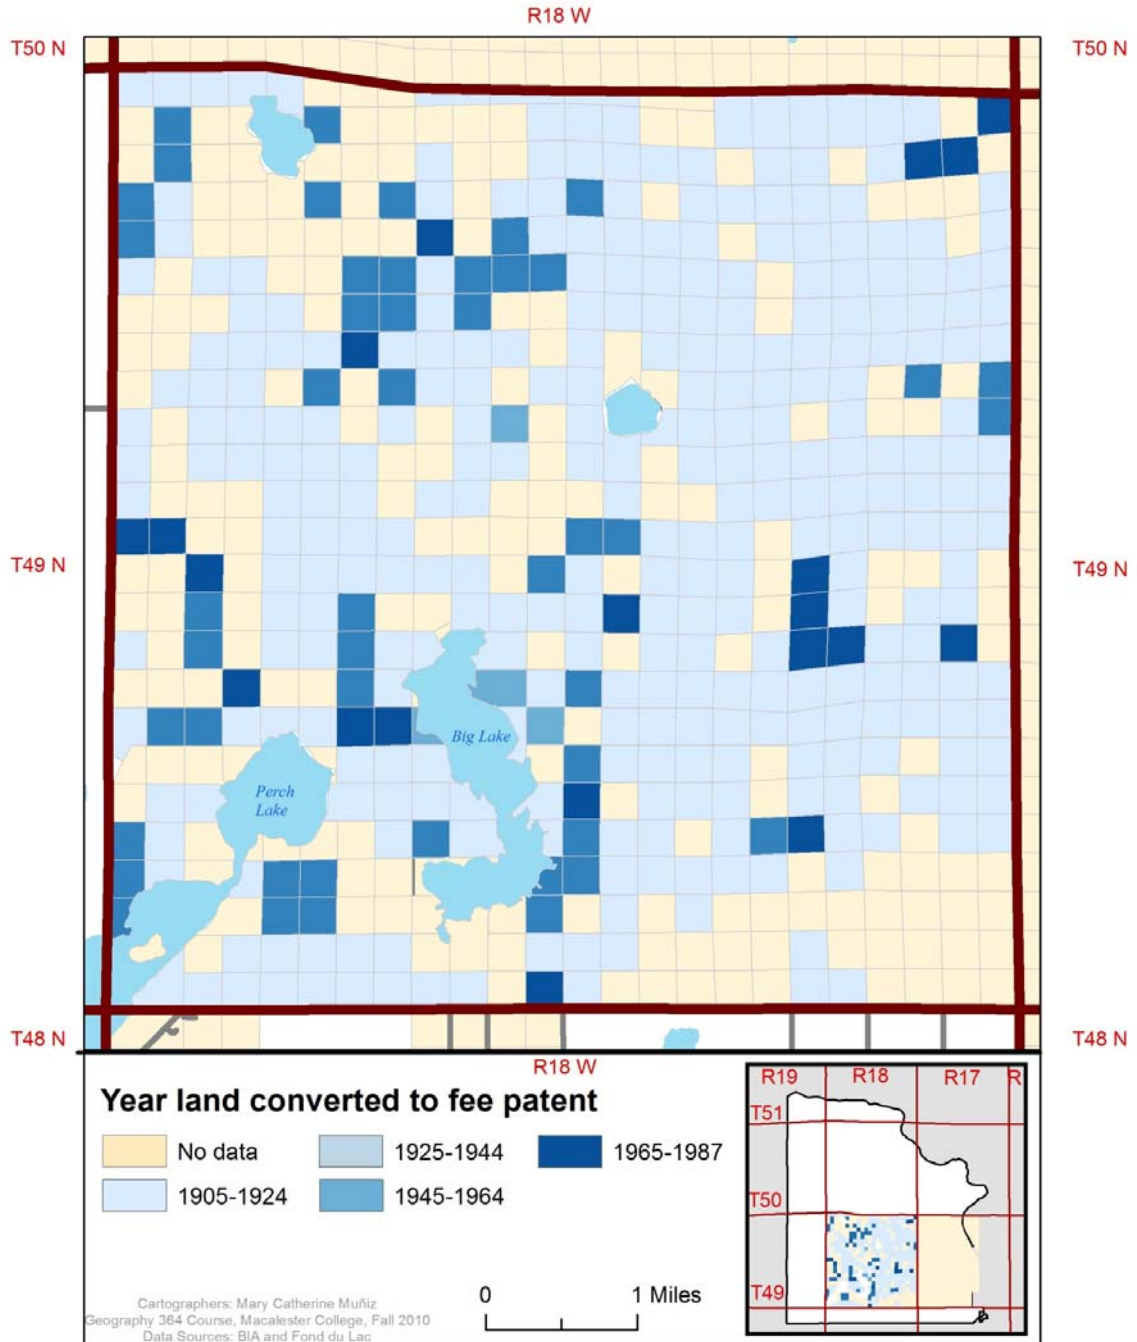 R18 W
T50 N
T50 N
T49 N
T49 N
Big Lake
Perch
Lake
T48 N
T48 N
R18 W
Year land converted to fee patent
No data
1925-1944
1965-1987
1905-1924
1945-1964
R19
R18
R17
R
T51
T50
T49
0
1 Miles
Cartographers: Mary Catherine Muñiz
Geography 364 Course, Macalester College, Fall 2010
Data Sources: BIA and Fond du Lac